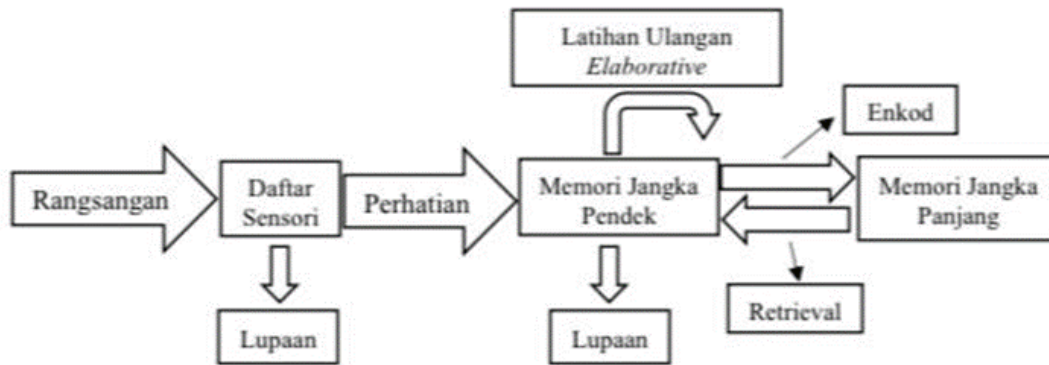 Latihan Ulangan
Elaborative
Enkod
Rangsangan
Daftar
Sensori
Perhatian
Memori Jangka
Pendek
Memori Jangka
Panjang
Lupaan
Lupaan
Retrieval